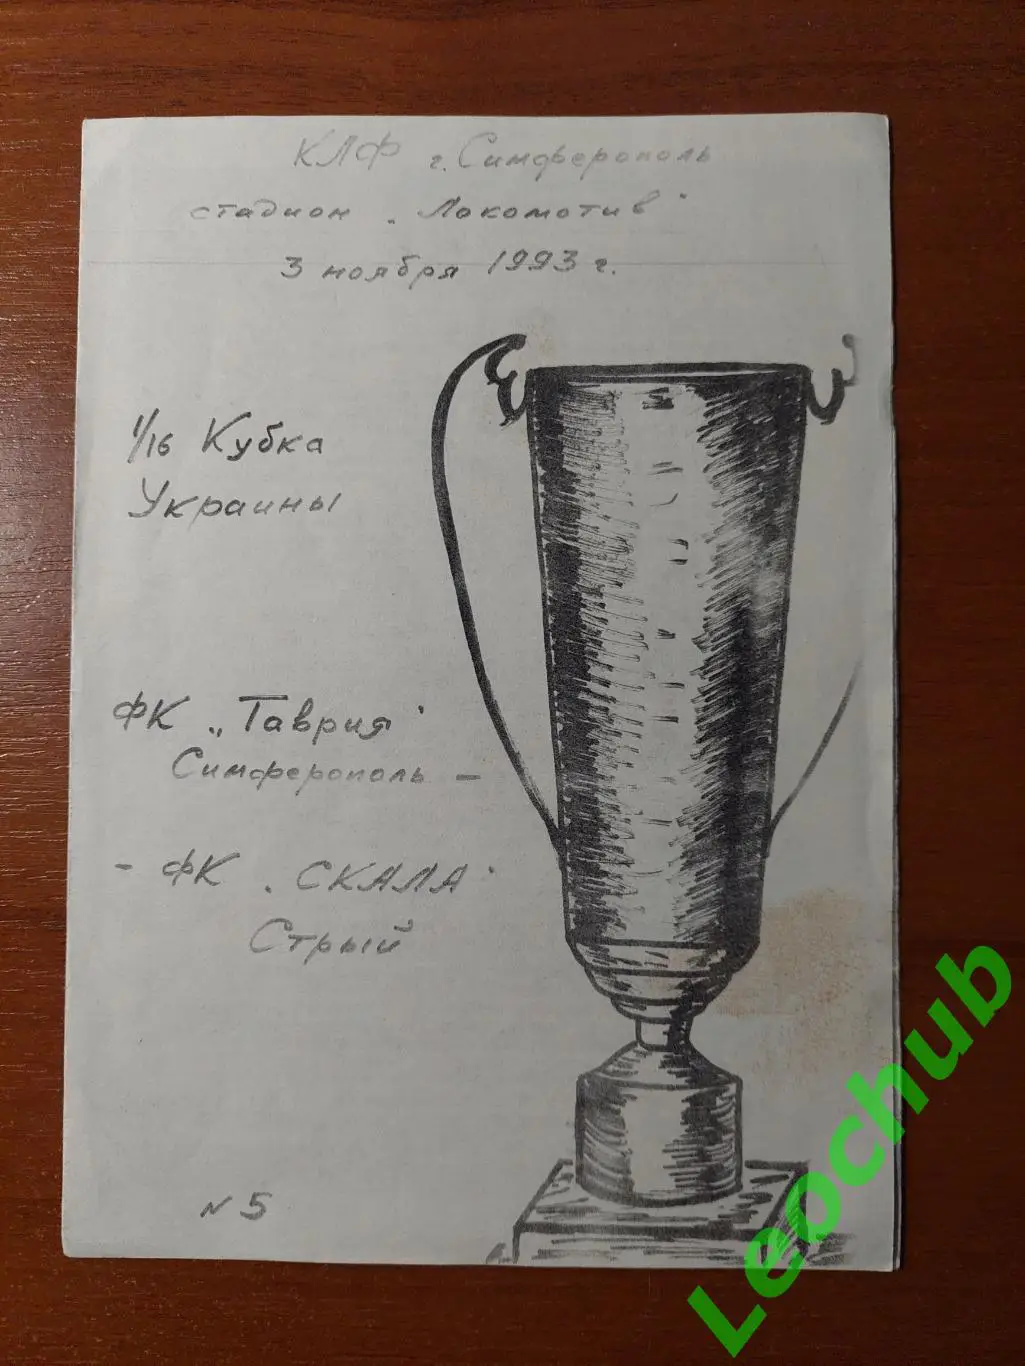 КЛФ г. Симферополь
стадион „Локомотив"
3 ноября 1993 г.
1/16 Кубка
Украины
ФК „Таврия"
Симферополь –
– ФК „СКАЛА"
Стрый
№ 5
Leochub